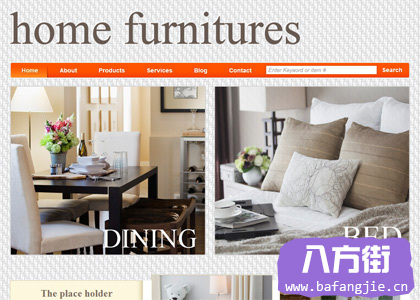 home furnitures
Home About Products Services Blog Contact Enter Keyword or Item # Search
DINING
BED
八方街
www.bafangjie.cn
The place holder